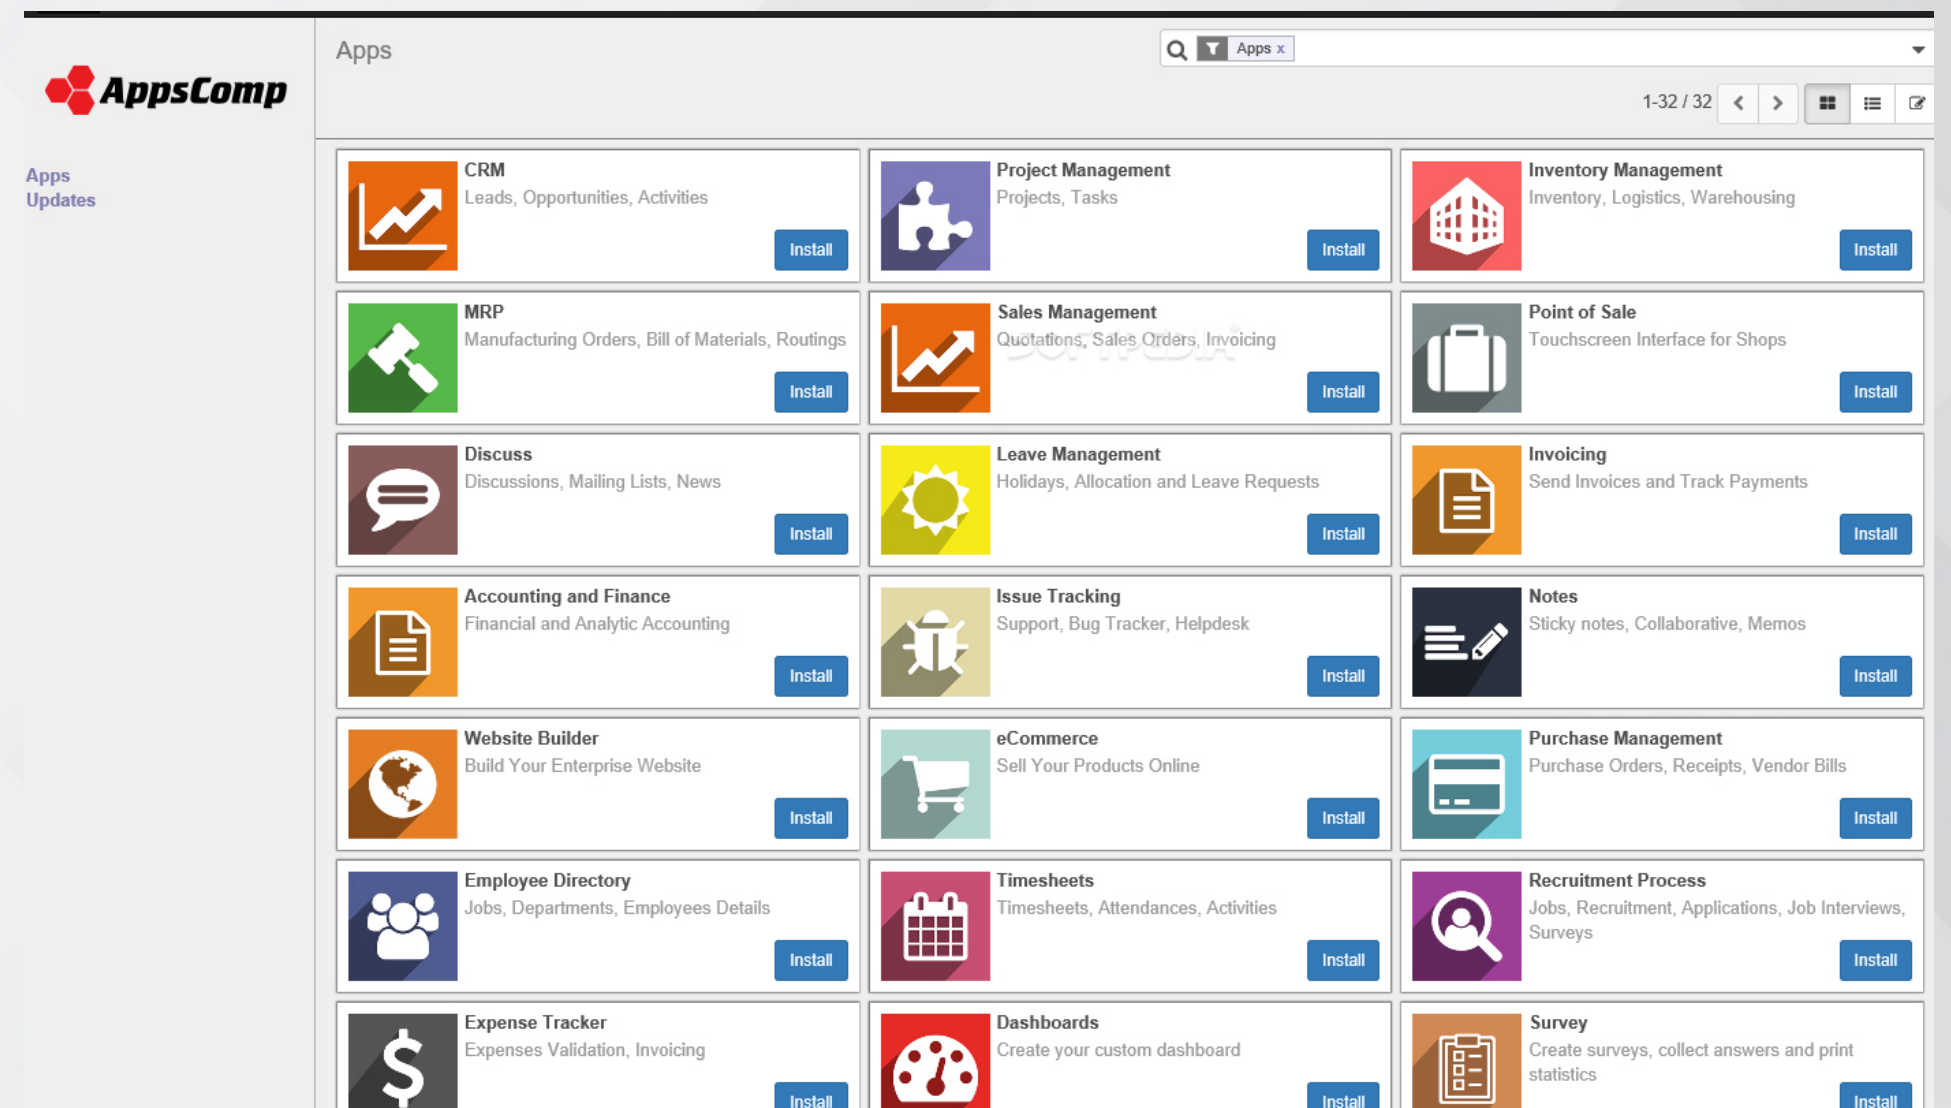 AppsComp
Apps
Updates
Apps
Apps x
1-32 / 32
CRM
Leads, Opportunities, Activities
Install
Project Management
Projects, Tasks
Install
Inventory Management
Inventory, Logistics, Warehousing
Install
MRP
Manufacturing Orders, Bill of Materials, Routings
Install
Sales Management
Quotations, Sales Orders, Invoicing
SOFTPEDIA®
Install
Point of Sale
Touchscreen Interface for Shops
Install
Discuss
Discussions, Mailing Lists, News
Install
Leave Management
Holidays, Allocation and Leave Requests
Install
Invoicing
Send Invoices and Track Payments
Install
Accounting and Finance
Financial and Analytic Accounting
Install
Issue Tracking
Support, Bug Tracker, Helpdesk
Install
Notes
Sticky notes, Collaborative, Memos
Install
Website Builder
Build Your Enterprise Website
Install
eCommerce
Sell Your Products Online
Install
Purchase Management
Purchase Orders, Receipts, Vendor Bills
Install
Employee Directory
Jobs, Departments, Employees Details
Install
Timesheets
Timesheets, Attendances, Activities
Install
Recruitment Process
Jobs, Recruitment, Applications, Job Interviews,
Surveys
Install
Expense Tracker
Expenses Validation, Invoicing
Install
Dashboards
Create your custom dashboard
Install
Survey
Create surveys, collect answers and print
statistics
Install